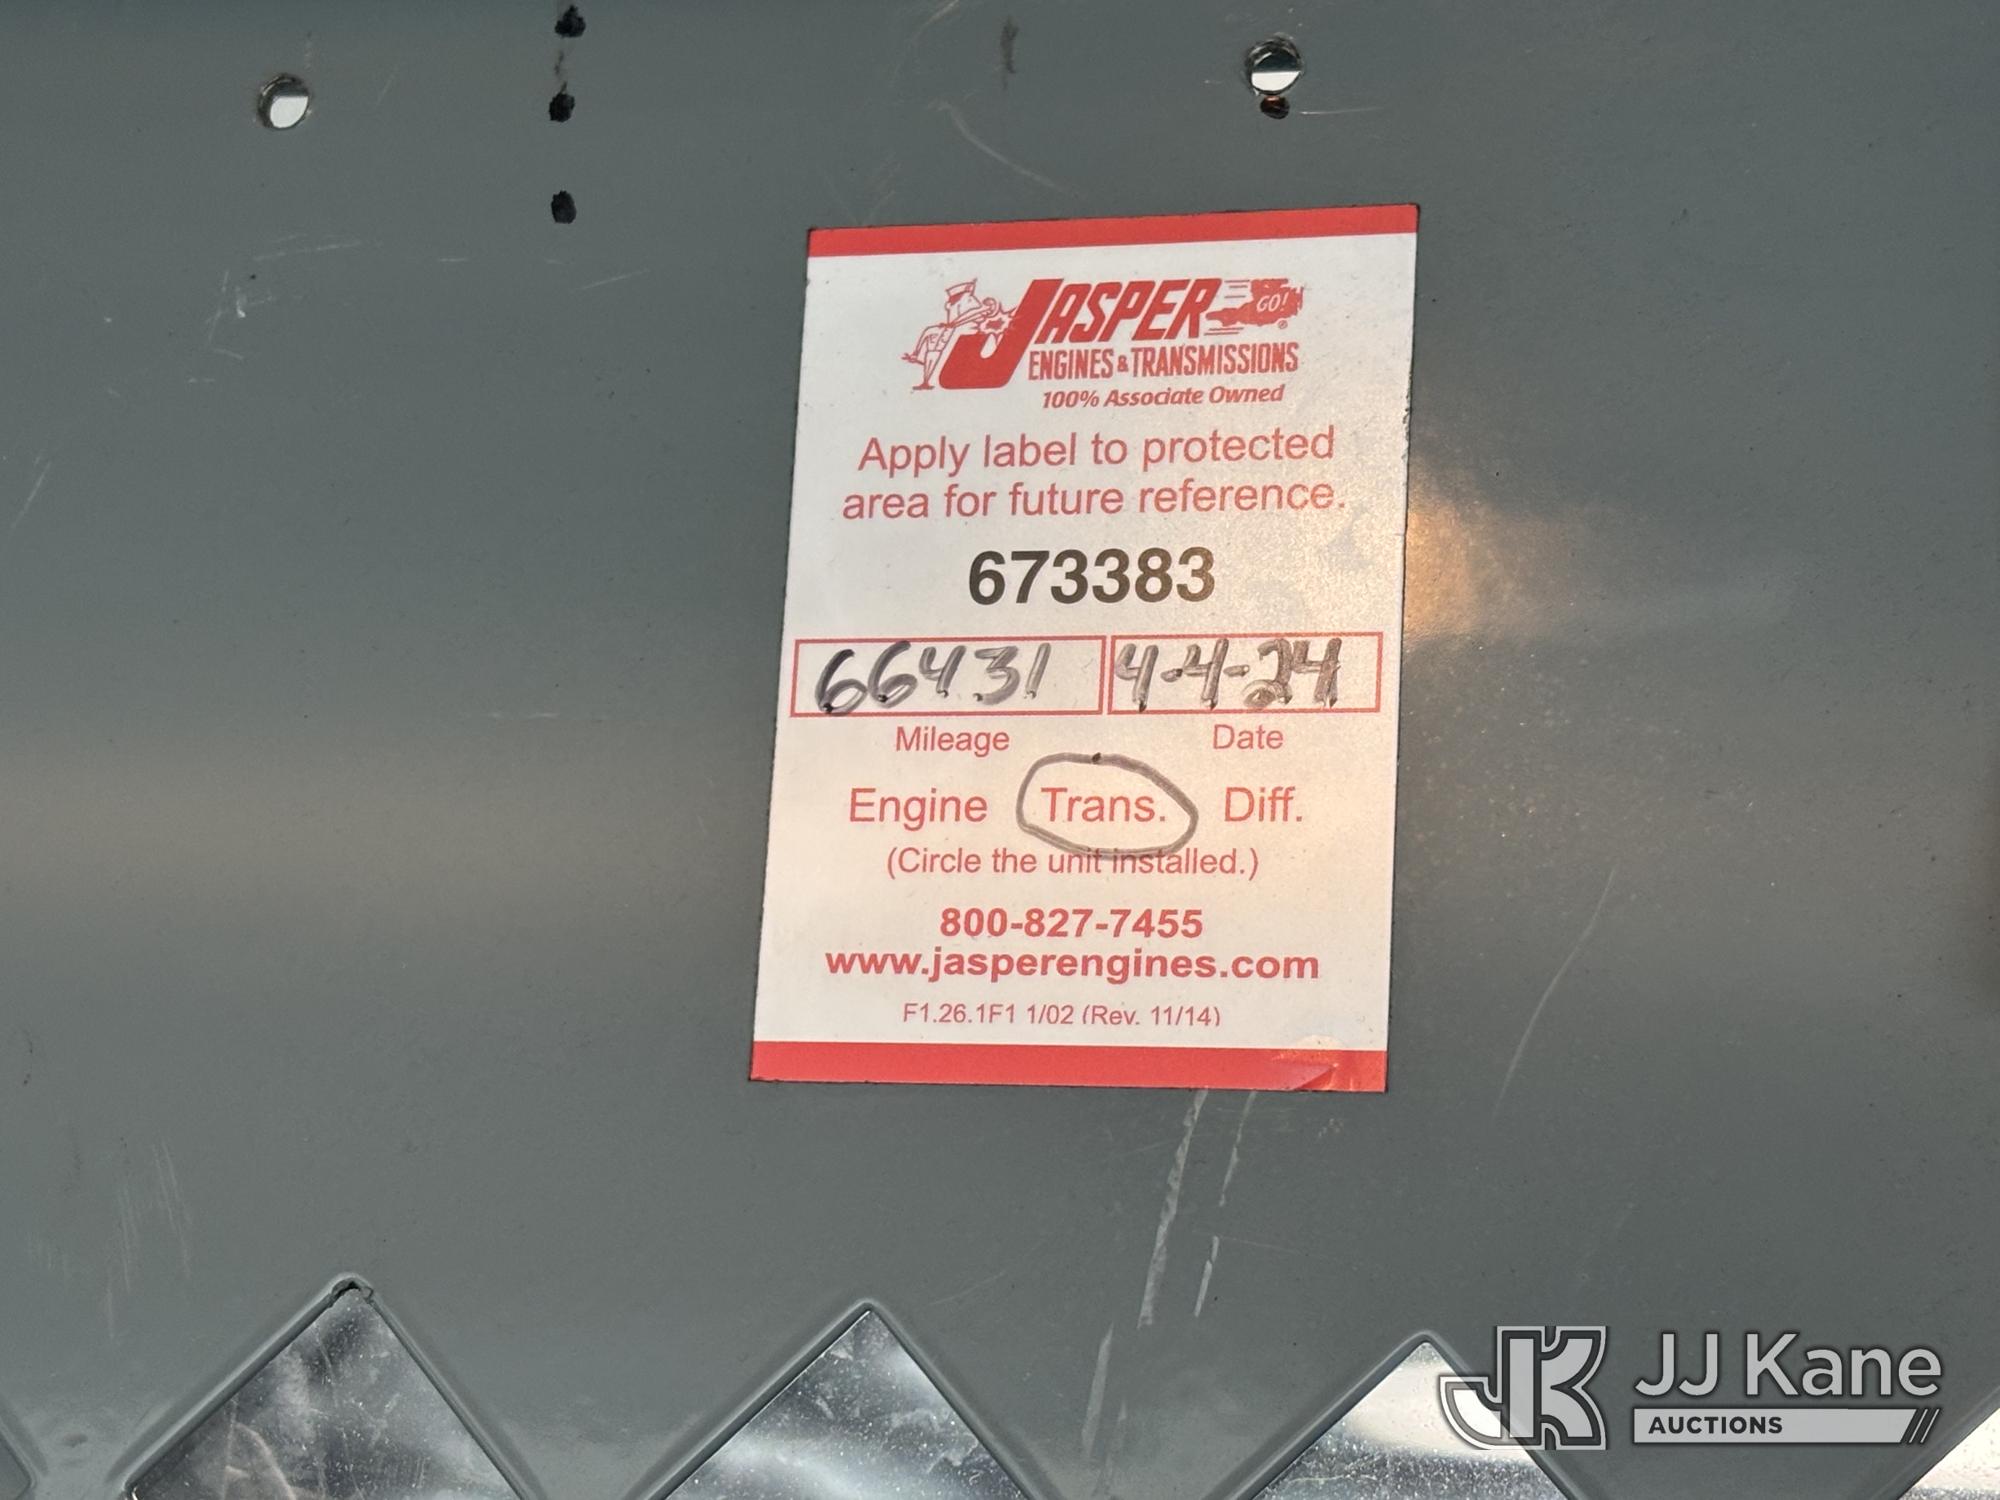 JASPER GO!
ENGINES & TRANSMISSIONS
100% Associate Owned
Apply label to protected
area for future reference.
673383
66431 4-4-24
Mileage Date
Engine Trans. Diff.
(Circle the unit installed.)
800-827-7455
www.jasperengines.com
F1.26.1F1 1/02 (Rev. 11/14)
JK JJ Kane
AUCTIONS